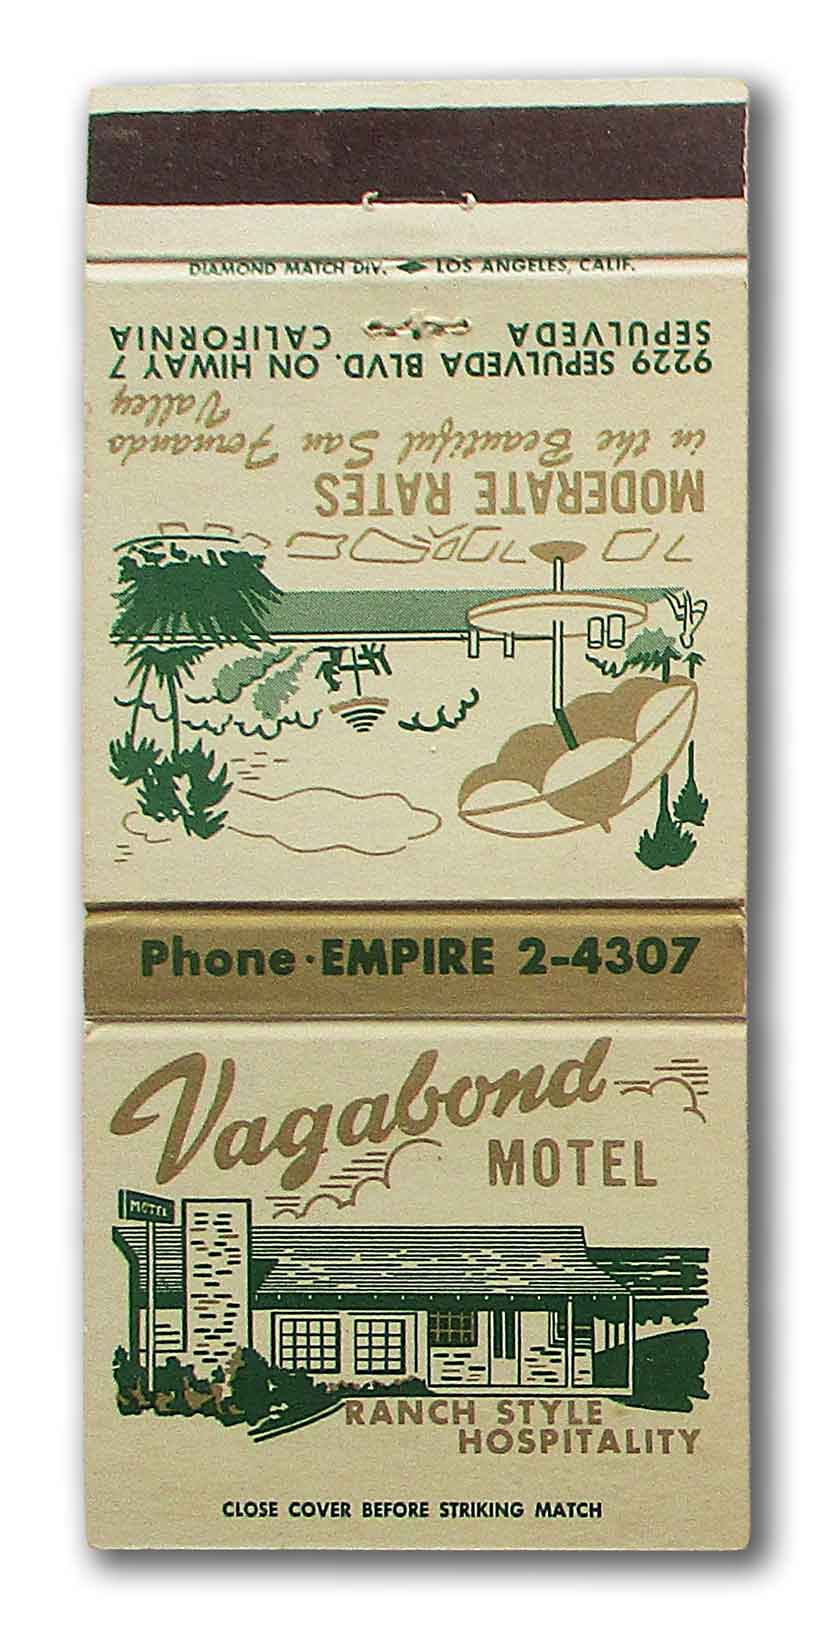 DIAMOND MATCH DIV. LOS ANGELES, CALIF.
MODERATE RATES
in the Beautiful San Fernando
Valley
9229 SEPULVEDA BLVD. ON HIWAY 7
SEPULVEDA CALIFORNIA
Phone · EMPIRE 2-4307
Vagabond
MOTEL
MOTEL
RANCH STYLE
HOSPITALITY
CLOSE COVER BEFORE STRIKING MATCH